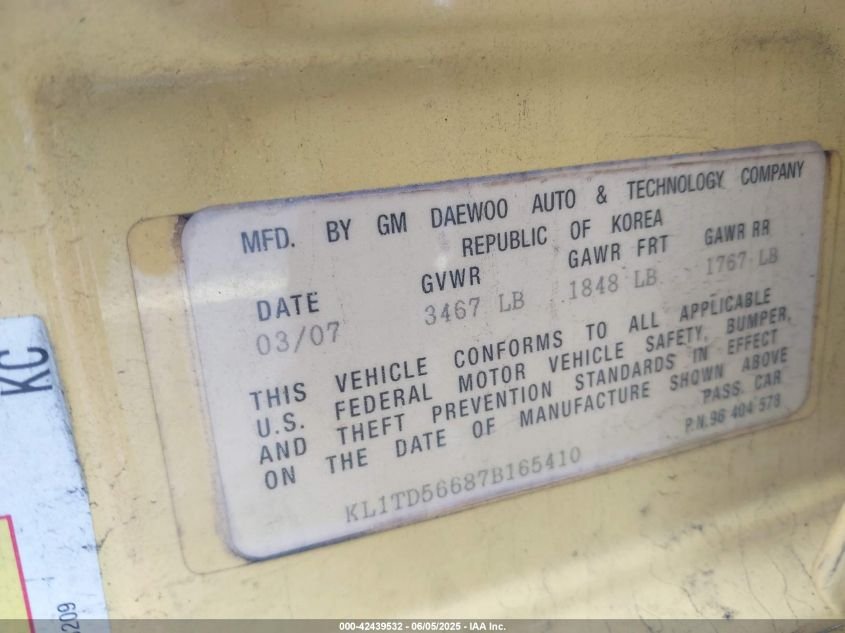 MFD. BY GM DAEWOO AUTO & TECHNOLOGY COMPANY
REPUBLIC OF KOREA
DATE GVWR GAWR FRT GAWR RR
03/07 3467 LB 1848 LB 1767 LB
THIS VEHICLE CONFORMS TO ALL APPLICABLE
U.S. FEDERAL MOTOR VEHICLE SAFETY, BUMPER,
AND THEFT PREVENTION STANDARDS IN EFFECT
ON THE DATE OF MANUFACTURE SHOWN ABOVE
PASS. CAR
P.N.96 404 578
KL1TD56687B165410
KC
000-42439532 - 06/05/2025 - IAA Inc.